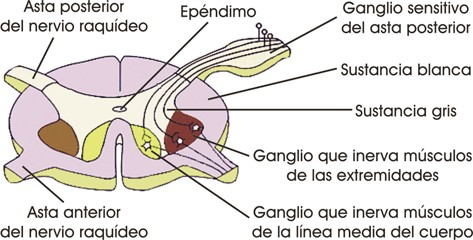 Asta posterior
del nervio raquídeo
Epéndimo
Ganglio sensitivo
del asta posterior
Sustancia blanca
Sustancia gris
Ganglio que inerva músculos
de las extremidades
Asta anterior
del nervio raquídeo
Ganglio que inerva músculos
de la línea media del cuerpo